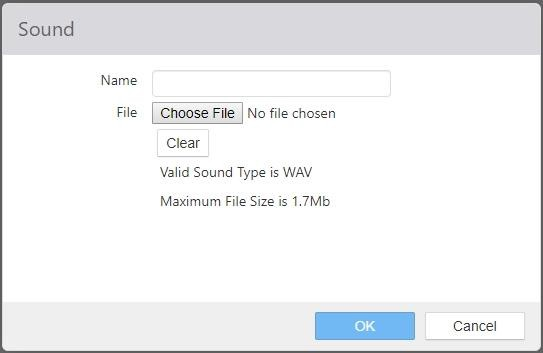 Sound
Name
File Choose File No file chosen
Clear
Valid Sound Type is WAV
Maximum File Size is 1.7Mb
OK Cancel